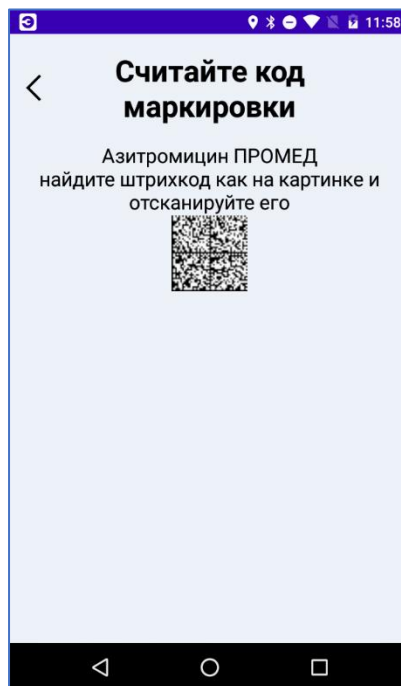 11:58
Считайте код
маркировки
Азитромицин ПРОМЕД
найдите штрихкод как на картинке и
отсканируйте его